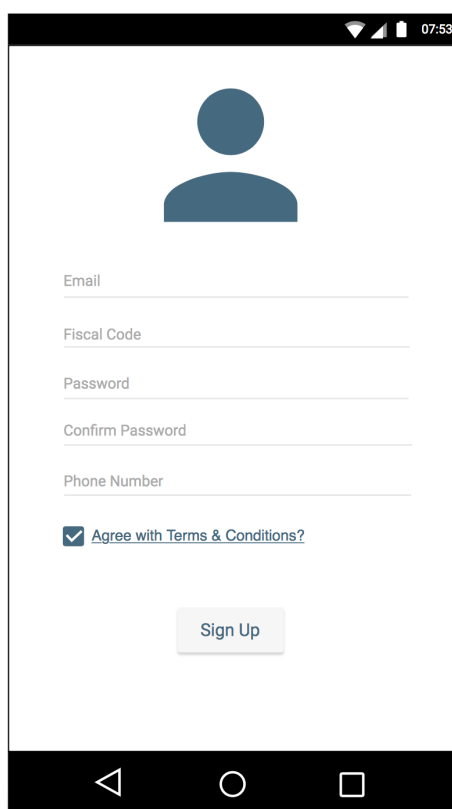 07:53
Email
Fiscal Code
Password
Confirm Password
Phone Number
Agree with Terms & Conditions?
Sign Up